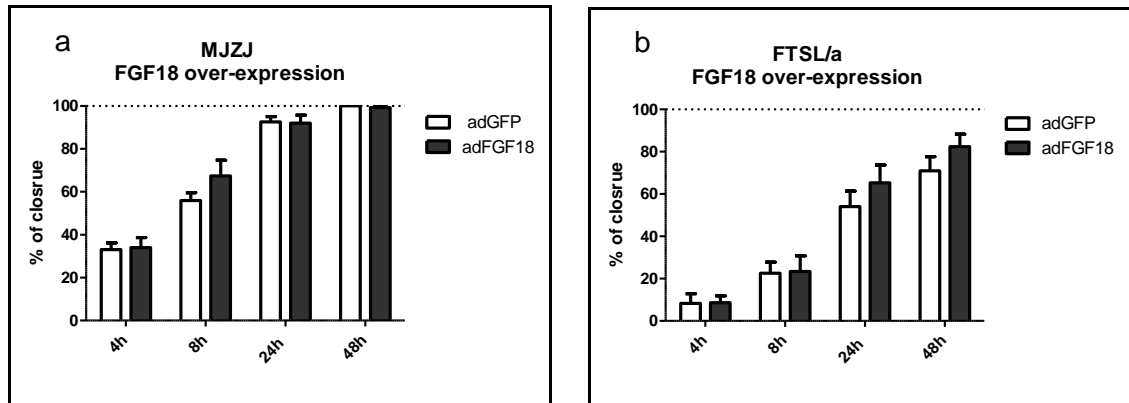 a
MJZJ
FGF18 over-expression
% of closrue
100
80
60
40
20
0
4h
8h
24h
48h
adGFP
adFGF18
b
FTSL/a
FGF18 over-expression
% of closrue
100
80
60
40
20
0
4h
8h
24h
48h
adGFP
adFGF18